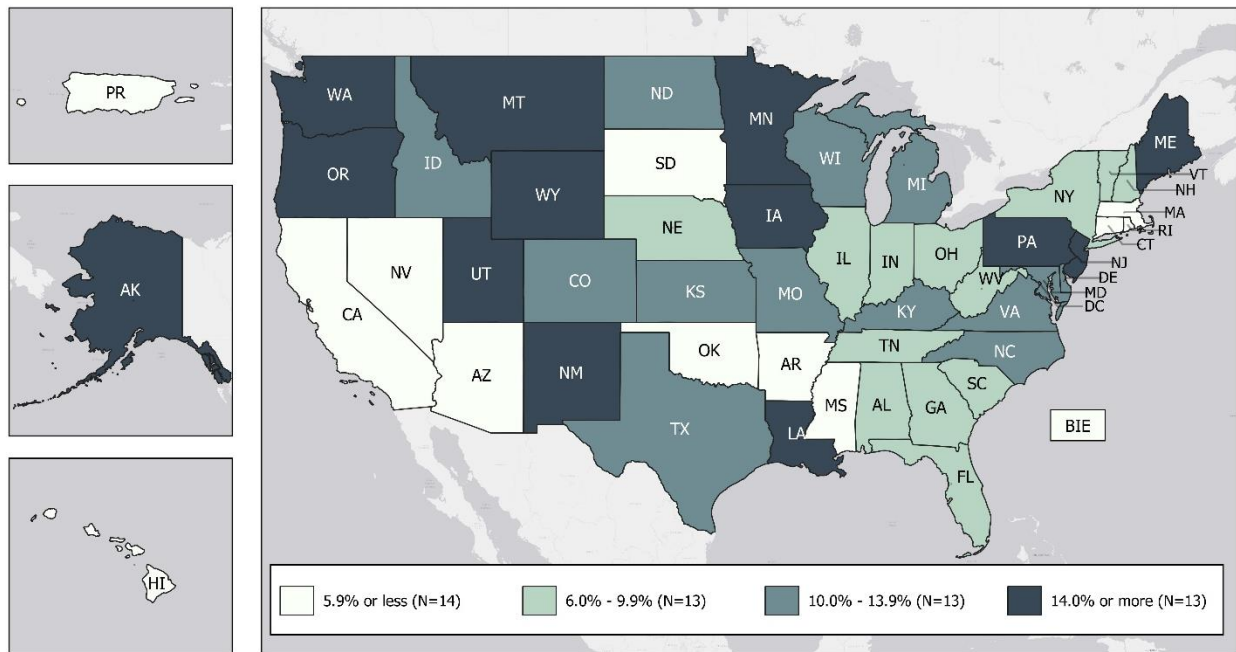 PR
AK
HI
WA
MT
ND
MN
ME
OR
ID
SD
WI
MI
VT
NH
WY
NY
MA
RI
CT
IA
NE
PA
NJ
NV
UT
IL
IN
OH
DE
MD
DC
CA
CO
KS
MO
WV
VA
KY
AZ
NM
OK
AR
TN
NC
SC
MS
AL
GA
TX
LA
BIE
FL
5.9% or less (N=14)
6.0% - 9.9% (N=13)
10.0% - 13.9% (N=13)
14.0% or more (N=13)